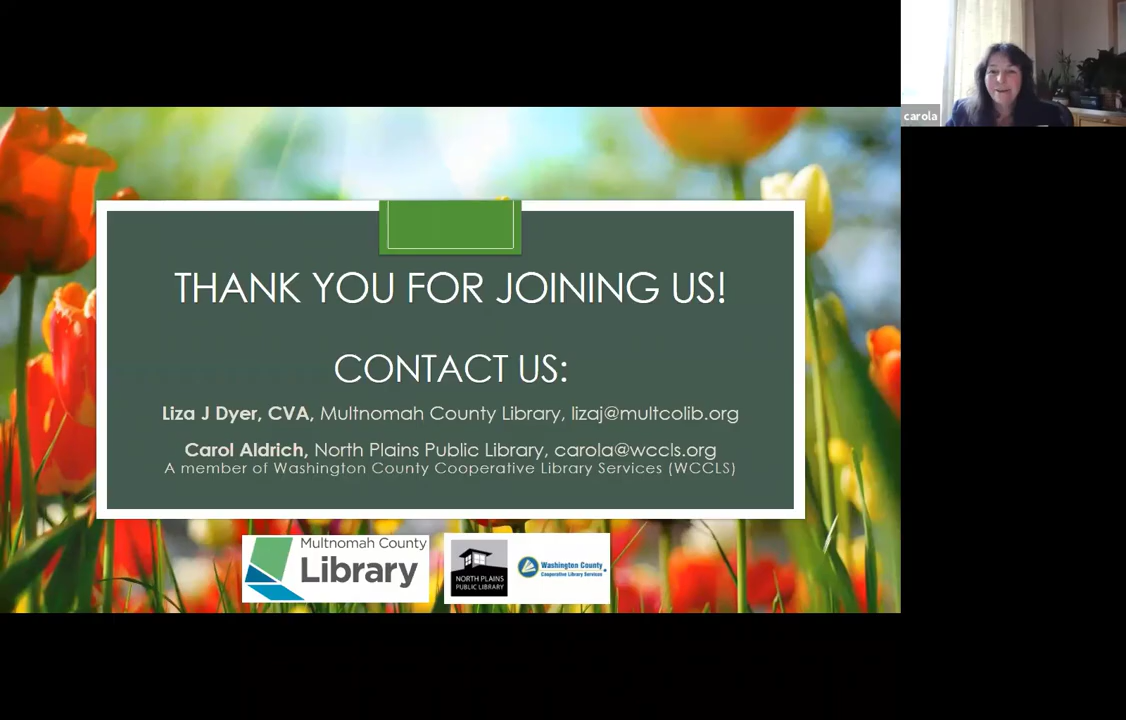 carola
THANK YOU FOR JOINING US!
CONTACT US:
Liza J Dyer, CVA, Multnomah County Library, lizaj@multcolib.org
Carol Aldrich, North Plains Public Library, carola@wccls.org
A member of Washington County Cooperative Library Services (WCCLS)
Multnomah County
Library
NORTH PLAINS
PUBLIC LIBRARY
Washington County
Cooperative Library Services